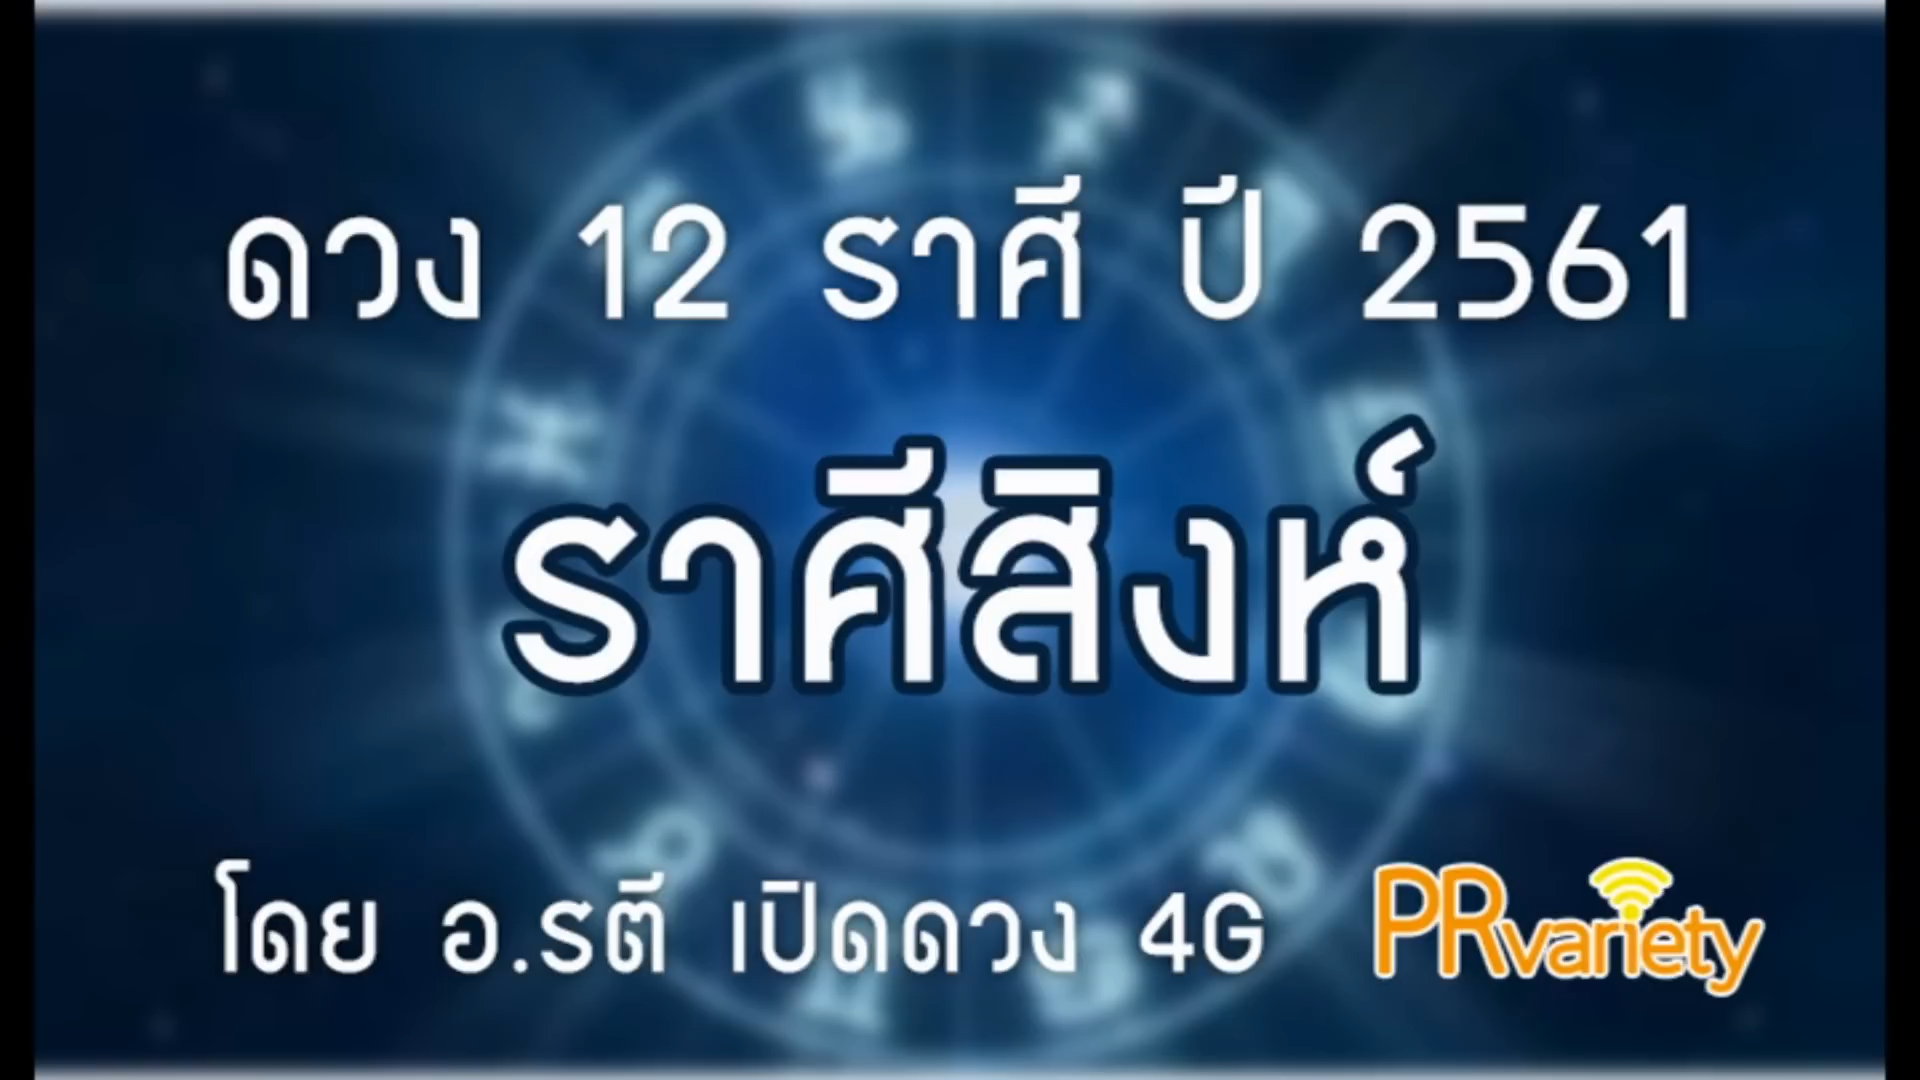 ดวง 12 ราศี ปี 2561
ราศีสิงห์
โดย อ.รตี เปิดดวง 4G
PRvariety